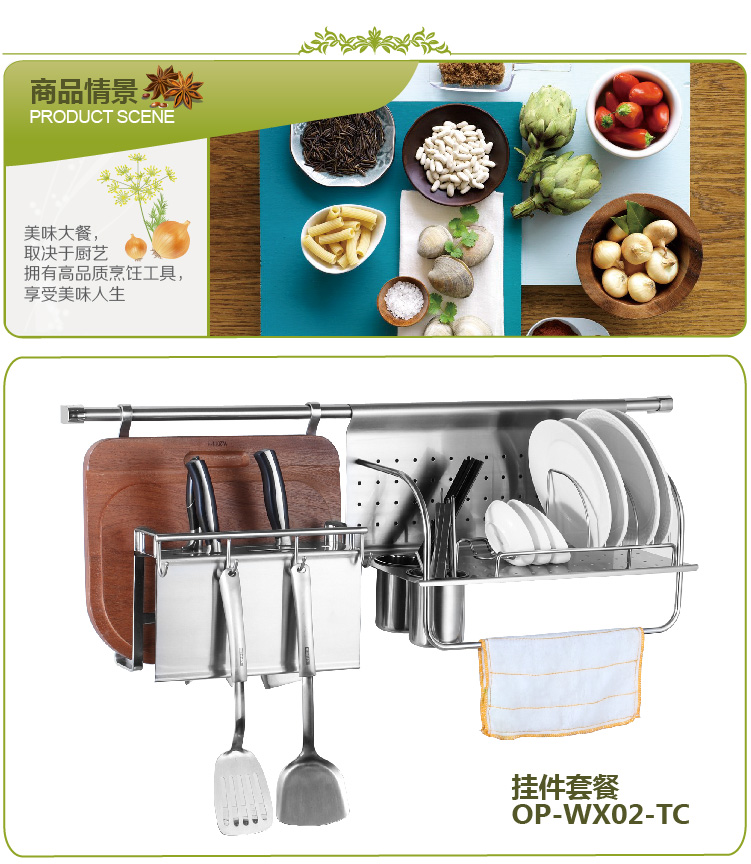 商品情景
PRODUCT SCENE
美味大餐，
取决于厨艺
拥有高品质烹饪工具，
享受美味人生
挂件套餐
OP-WX02-TC